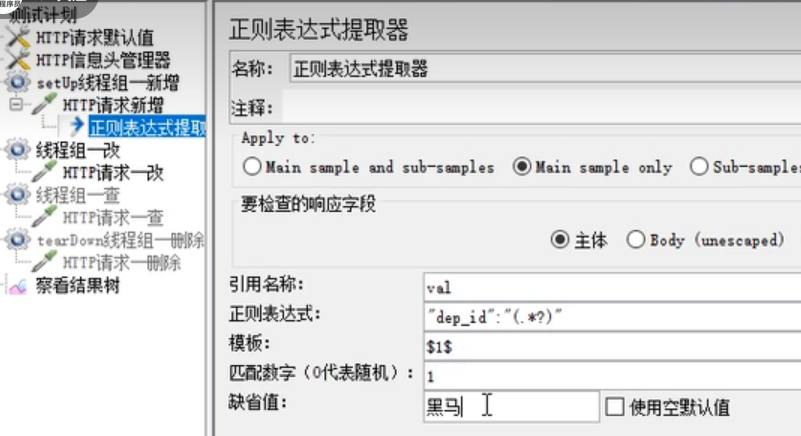 程序员
测试计划
HTTP请求默认值
HTTP信息头管理器
setUp线程组一新增
HTTP请求新增
正则表达式提取
线程组一改
HTTP请求一改
线程组一查
HTTP请求一查
tearDown线程组一删除
HTTP请求一删除
察看结果树
正则表达式提取器
名称: 正则表达式提取器
注释:
Apply to:
Main sample and sub-samples Main sample only Sub-samples
要检查的响应字段
主体 Body (unescaped)
引用名称: val
正则表达式: "dep_id":"(.*?)"
模板: $1$
匹配数字（0代表随机）: 1
缺省值: 黑马 使用空默认值